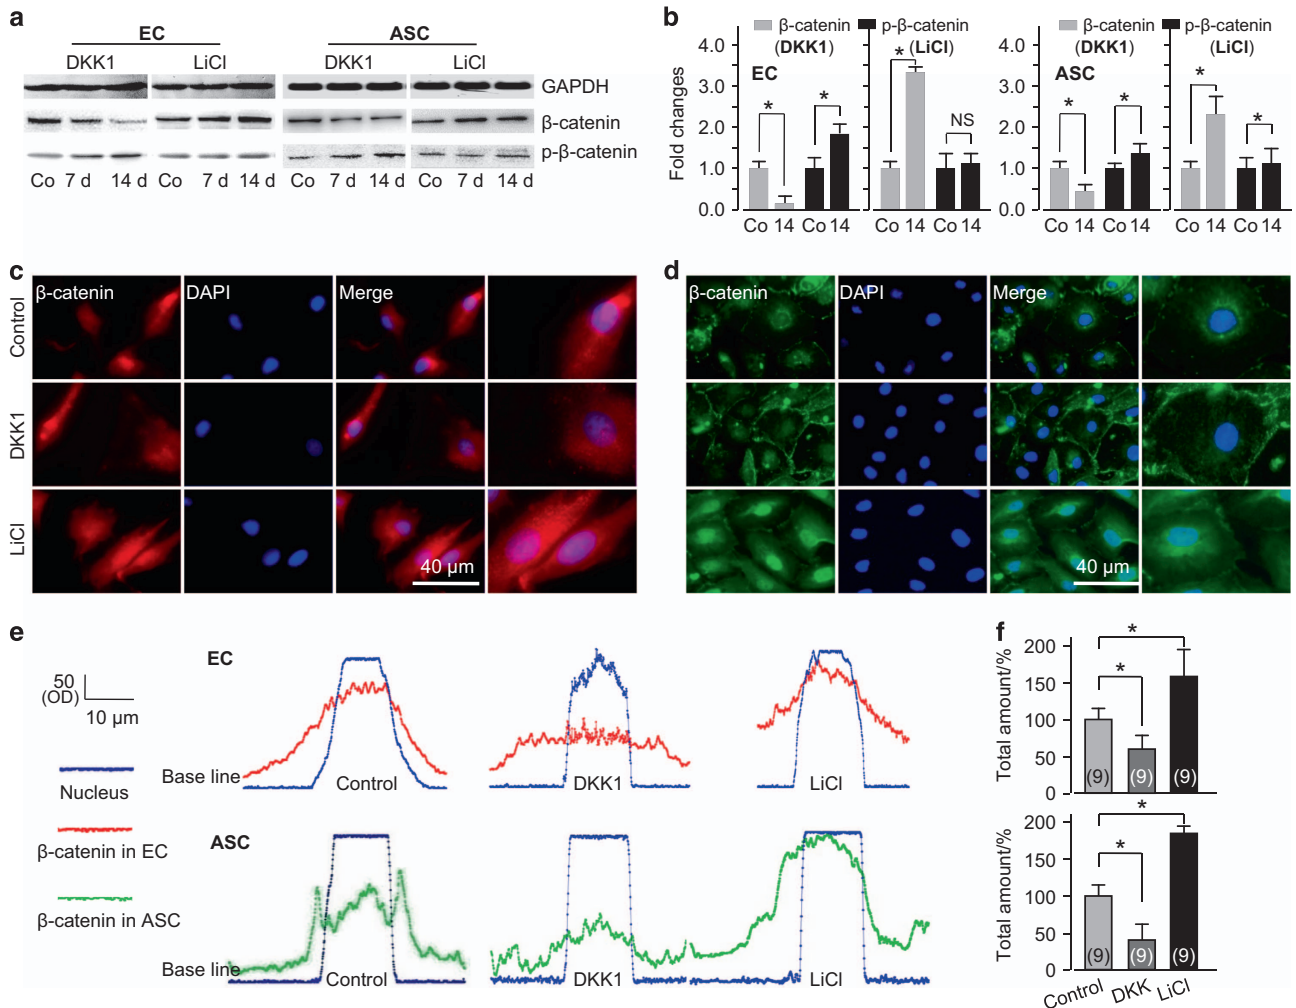 a
EC
ASC
DKK1 LiCl DKK1 LiCl
GAPDH
β-catenin
p-β-catenin
Co 7 d 14 d Co 7 d 14 d Co 7 d 14 d Co 7 d 14 d
b
β-catenin p-β-catenin
(DKK1) (LiCl)
EC
Fold changes
4.0
3.0
2.0
1.0
0.0
* * * NS
Co 14 Co 14 Co 14 Co 14
β-catenin p-β-catenin
(DKK1) (LiCl)
ASC
4.0
3.0
2.0
1.0
0.0
* * * *
Co 14 Co 14 Co 14 Co 14
c
β-catenin DAPI Merge
Control
DKK1
LiCl
40 μm
d
β-catenin DAPI Merge
40 μm
e
EC
50
(OD)
10 μm
Base line
Control DKK1 LiCl
Nucleus
β-catenin in EC
β-catenin in ASC
ASC
Base line
Control DKK1 LiCl
f
Total amount/%
200
150
100
50
0
* *
(9) (9) (9)
Total amount/%
200
150
100
50
0
* *
(9) (9) (9)
Control DKK LiCl